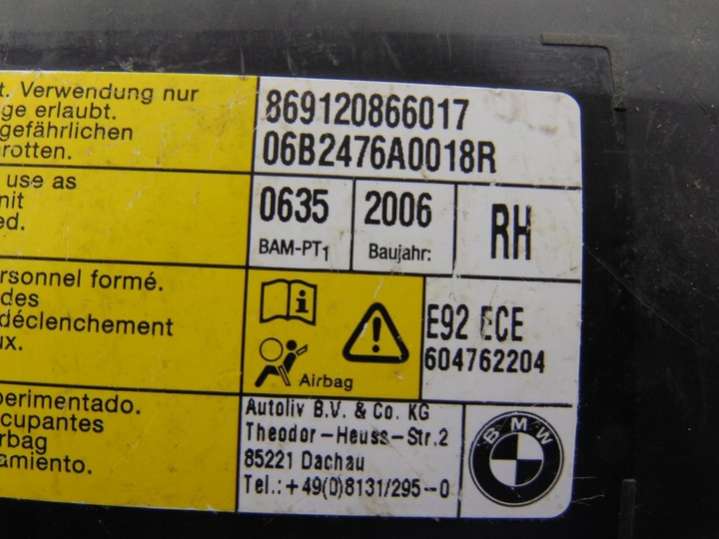 t. Verwendung nur
ge erlaubt.
gefährlichen
rotten.
use as
nit
ed.
ersonnel formé.
des
déclenchement
ux.
perimentado.
cupantes
rbag
amiento.
869120866017
06B2476A0018R
0635
BAM-PT1
2006
Baujahr:
RH
i
Airbag
E92 ECE
604762204
Autoliv B.V. & Co. KG
Theodor-Heuss-Str.2
85221 Dachau
Tel.:+49(0)8131/295-0
BMW